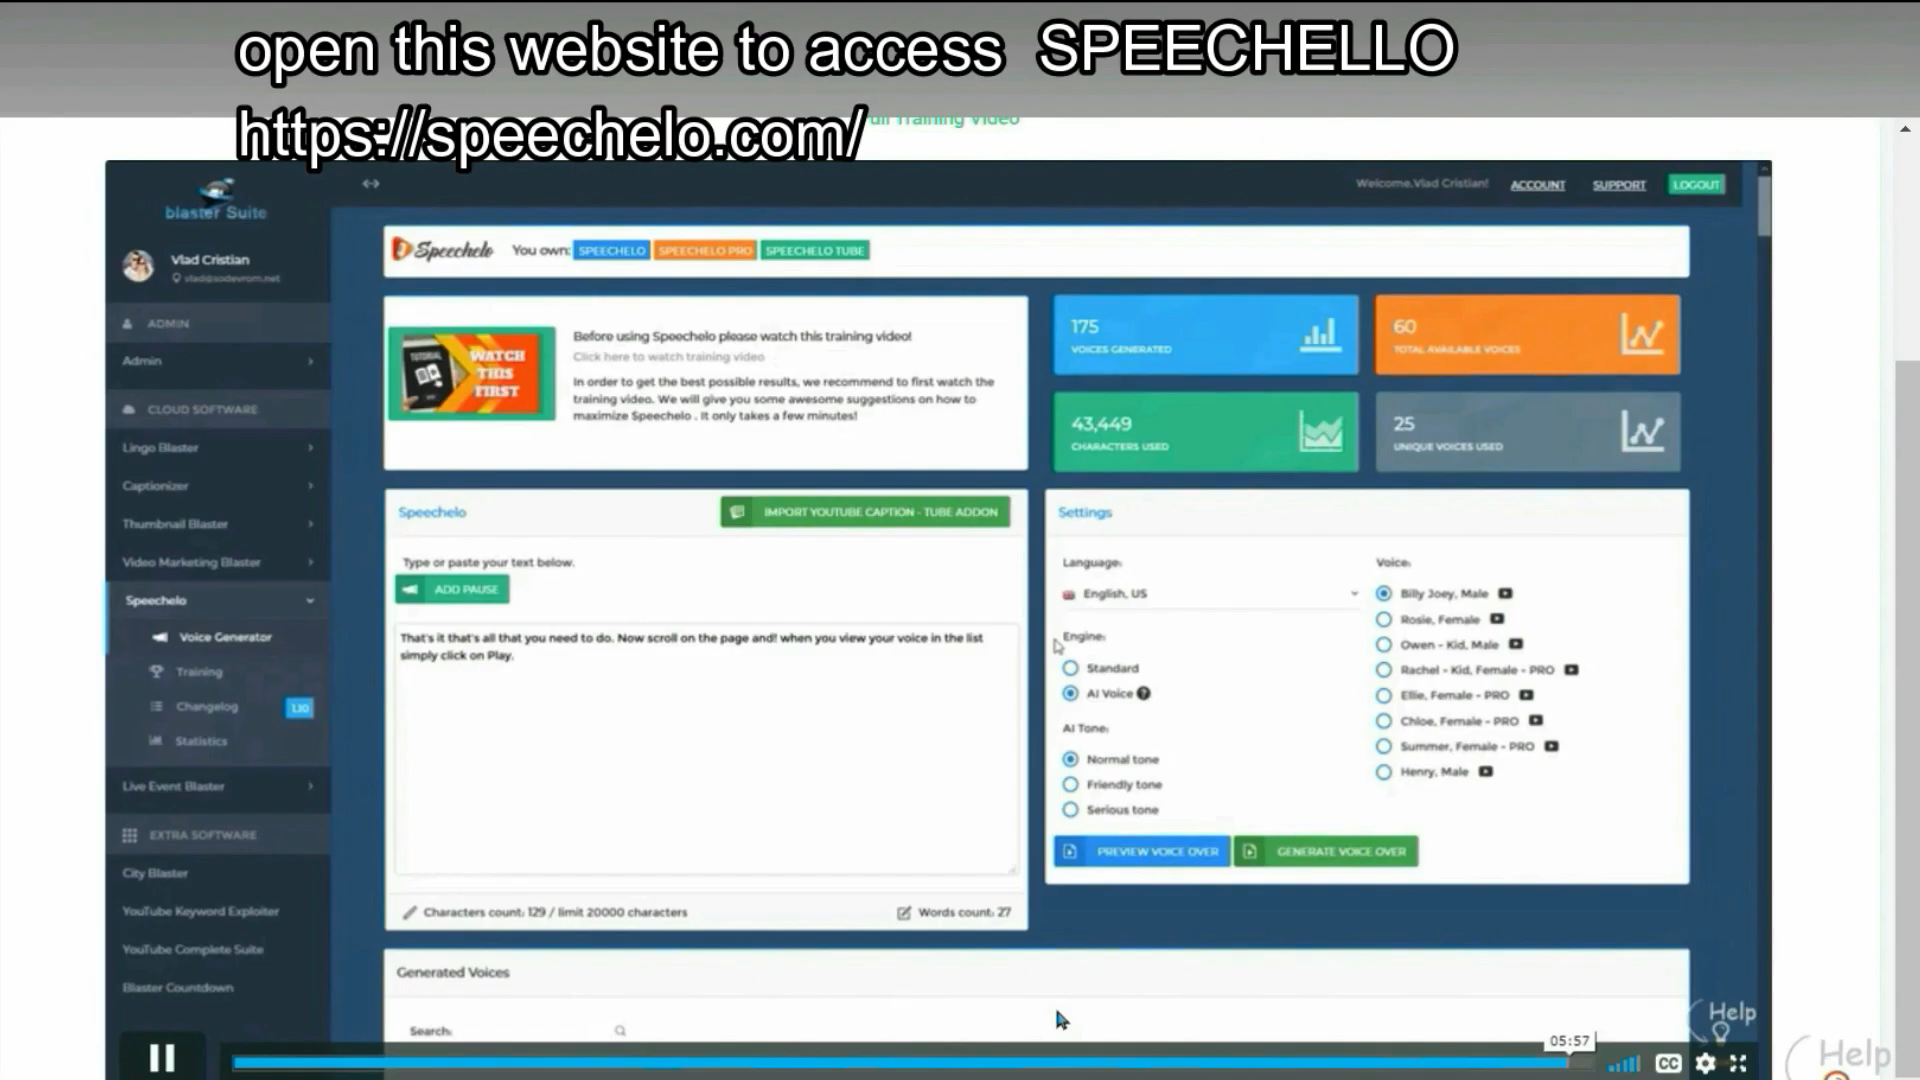 open this website to access SPEECHELLO
https://speechelo.com/
Full Training Video
blaster Suite
Welcome,Vlad Cristian!
ACCOUNT
SUPPORT
LOGOUT
Vlad Cristian
vlad@sodevrom.net
Speechelo
You own: SPEECHELO SPEECHELO PRO SPEECHELO TUBE
ADMIN
Admin
CLOUD SOFTWARE
Lingo Blaster
Captionizer
Thumbnail Blaster
Video Marketing Blaster
Speechelo
Voice Generator
Training
Changelog
1.10
Statistics
Live Event Blaster
EXTRA SOFTWARE
City Blaster
YouTube Keyword Exploiter
YouTube Complete Suite
Blaster Countdown
TUTORIAL
WATCH
THIS
FIRST
Before using Speechelo please watch this training video!
Click here to watch training video
In order to get the best possible results, we recommend to first watch the
training video. We will give you some awesome suggestions on how to
maximize Speechelo . It only takes a few minutes!
175
VOICES GENERATED
60
TOTAL AVAILABLE VOICES
43,449
CHARACTERS USED
25
UNIQUE VOICES USED
Speechelo
IMPORT YOUTUBE CAPTION - TUBE ADDON
Type or paste your text below.
ADD PAUSE
That's it that's all that you need to do. Now scroll on the page and! when you view your voice in the list
simply click on Play.
Characters count: 129 / limit 20000 characters
Words count: 27
Settings
Language:
English, US
Engine:
Standard
AI Voice
AI Tone:
Normal tone
Friendly tone
Serious tone
Voice:
Billy Joey, Male
Rosie, Female
Owen - Kid, Male
Rachel - Kid, Female - PRO
Ellie, Female - PRO
Chloe, Female - PRO
Summer, Female - PRO
Henry, Male
PREVIEW VOICE OVER
GENERATE VOICE OVER
Generated Voices
Search:
Help
05:57
CC
Help